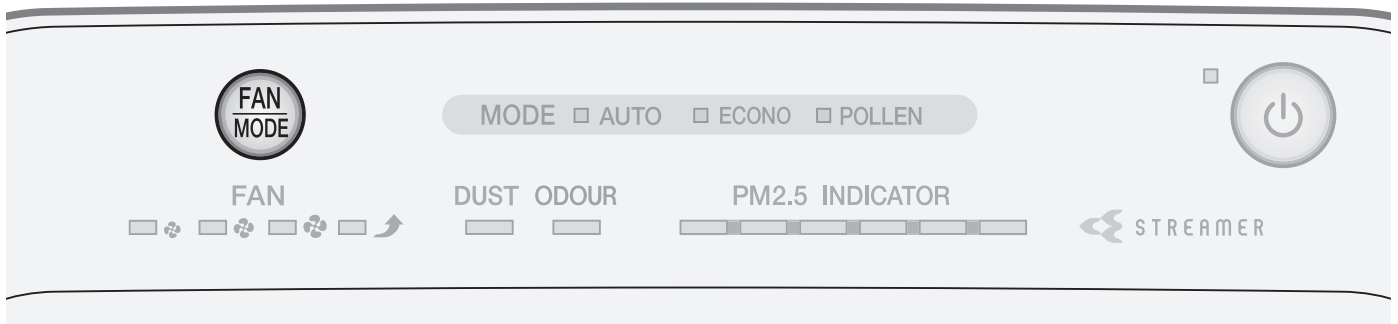 FAN
MODE
MODE AUTO ECONO POLLEN
FAN
DUST ODOUR
PM2.5 INDICATOR
STREAMER